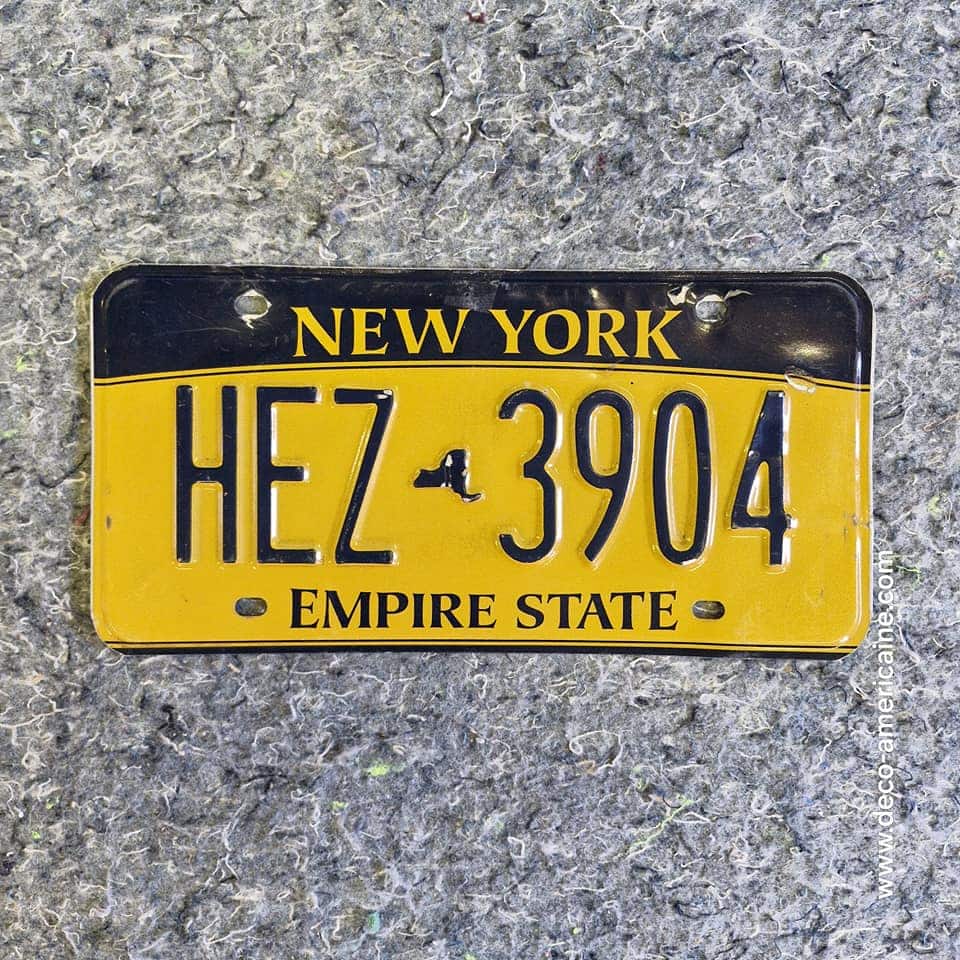 NEW YORK
HEZ 3904
EMPIRE STATE
www.deco-americaine.com